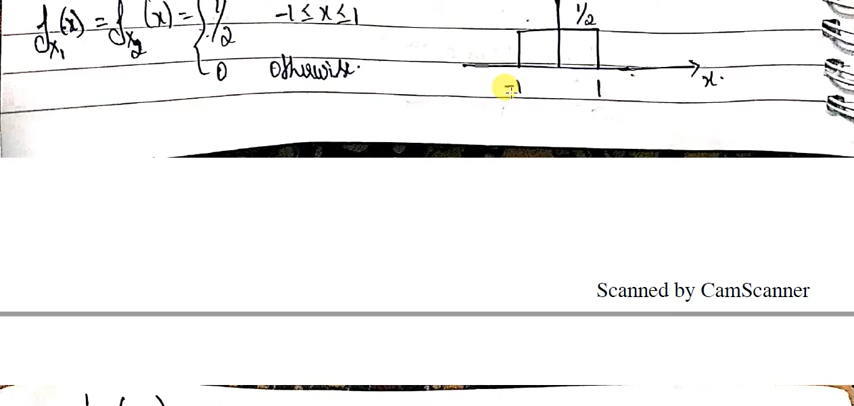 f_{X_1}(x) = f_{X_2}(x) = { 1/2 -1 ≤ x ≤ 1
0 otherwise.
1/2
-1 1 x.
Scanned by CamScanner